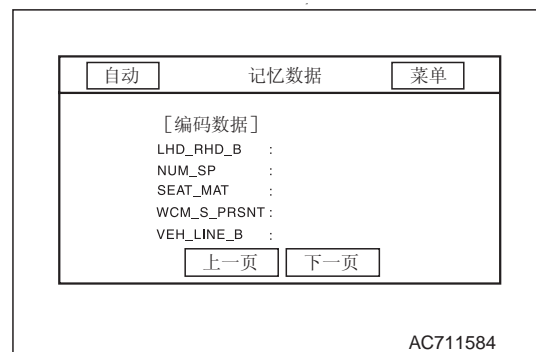 自动 记忆数据 菜单
［编码数据］
LHD_RHD_B :
NUM_SP :
SEAT_MAT :
WCM_S_PRSNT :
VEH_LINE_B :
上一页 下一页
AC711584